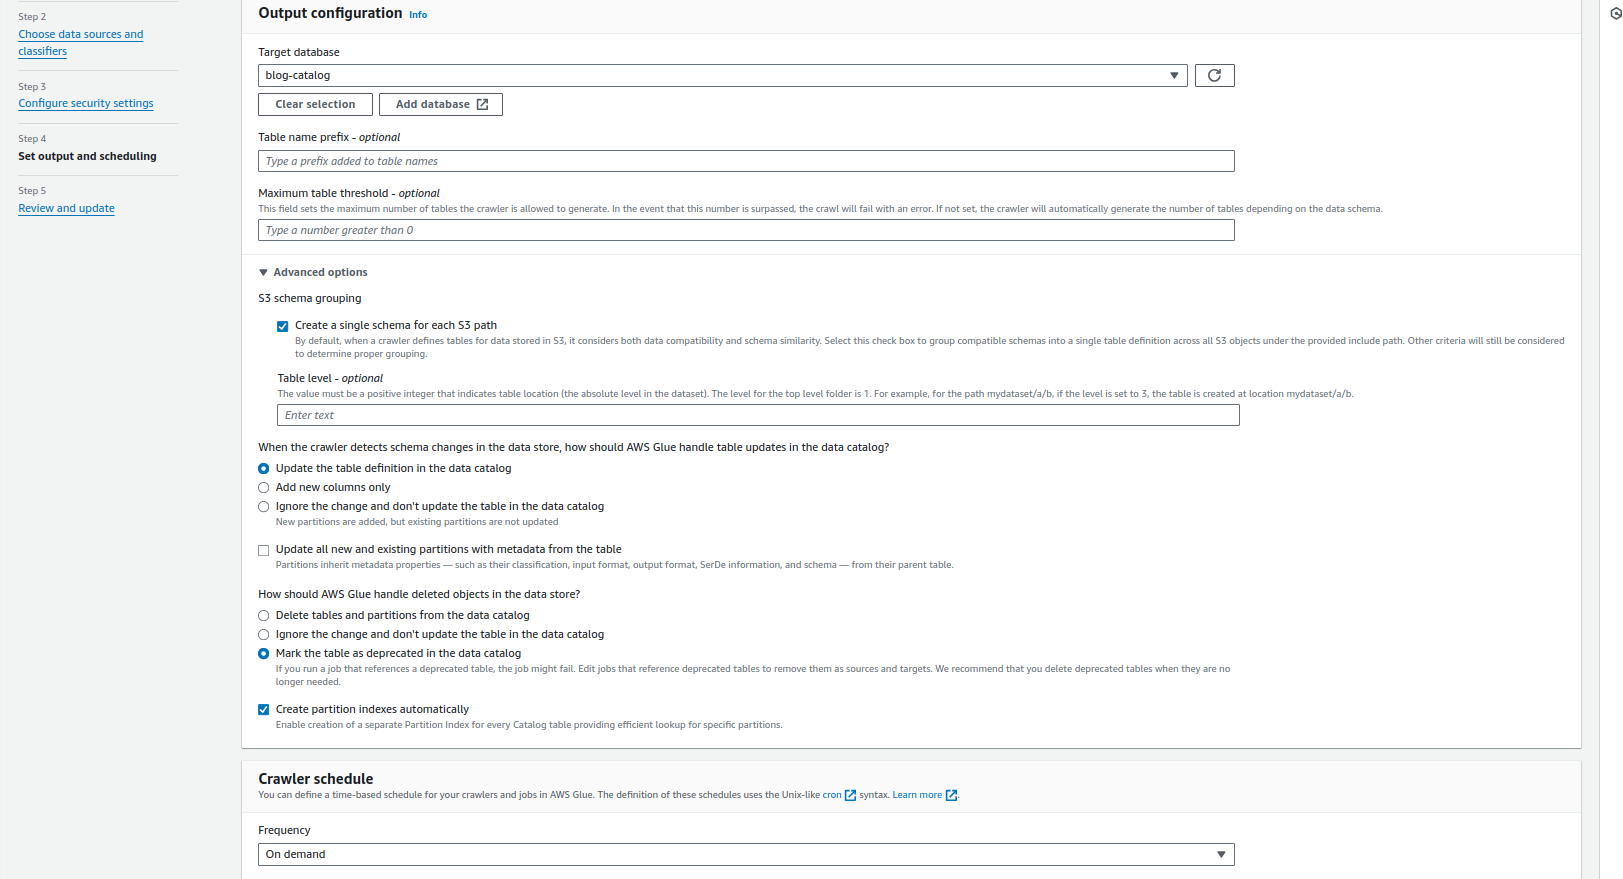 Step 2
Choose data sources and
classifiers
Step 3
Configure security settings
Step 4
Set output and scheduling
Step 5
Review and update
Output configuration Info
Target database
blog-catalog
Clear selection
Add database
Table name prefix - optional
Type a prefix added to table names
Maximum table threshold - optional
This field sets the maximum number of tables the crawler is allowed to generate. In the event that this number is surpassed, the crawl will fail with an error. If not set, the crawler will automatically generate the number of tables depending on the data schema.
Type a number greater than 0
Advanced options
S3 schema grouping
Create a single schema for each S3 path
By default, when a crawler defines tables for data stored in S3, it considers both data compatibility and schema similarity. Select this check box to group compatible schemas into a single table definition across all S3 objects under the provided include path. Other criteria will still be considered
to determine proper grouping.
Table level - optional
The value must be a positive integer that indicates table location (the absolute level in the dataset). The level for the top level folder is 1. For example, for the path mydataset/a/b, if the level is set to 3, the table is created at location mydataset/a/b.
Enter text
When the crawler detects schema changes in the data store, how should AWS Glue handle table updates in the data catalog?
Update the table definition in the data catalog
Add new columns only
Ignore the change and don't update the table in the data catalog
New partitions are added, but existing partitions are not updated
Update all new and existing partitions with metadata from the table
Partitions inherit metadata properties — such as their classification, input format, output format, SerDe information, and schema — from their parent table.
How should AWS Glue handle deleted objects in the data store?
Delete tables and partitions from the data catalog
Ignore the change and don't update the table in the data catalog
Mark the table as deprecated in the data catalog
If you run a job that references a deprecated table, the job might fail. Edit jobs that reference deprecated tables to remove them as sources and targets. We recommend that you delete deprecated tables when they are no
longer needed.
Create partition indexes automatically
Enable creation of a separate Partition Index for every Catalog table providing efficient lookup for specific partitions.
Crawler schedule
You can define a time-based schedule for your crawlers and jobs in AWS Glue. The definition of these schedules uses the Unix-like cron syntax. Learn more.
Frequency
On demand